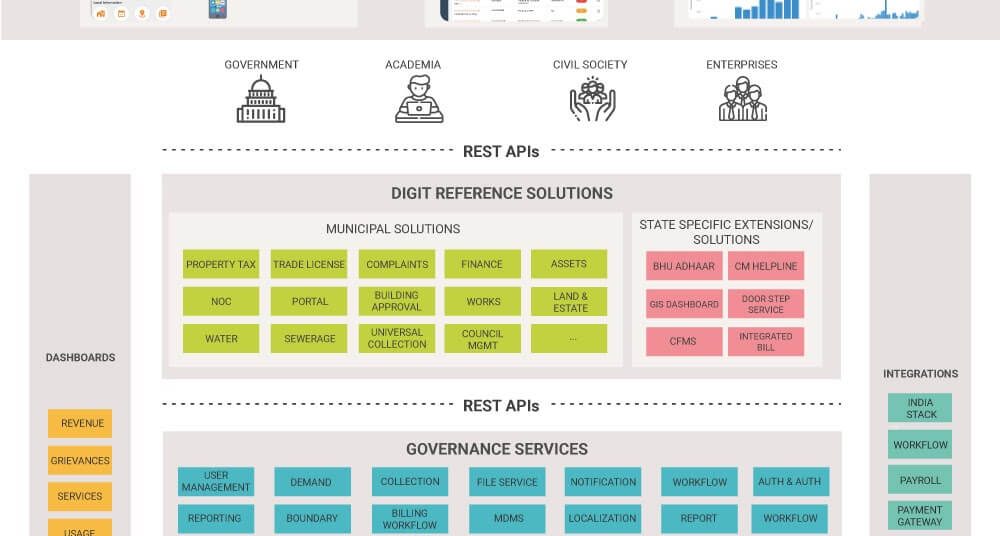 Local Information
GOVERNMENT
ACADEMIA
CIVIL SOCIETY
ENTERPRISES
REST APIs
DIGIT REFERENCE SOLUTIONS
MUNICIPAL SOLUTIONS
PROPERTY TAX
TRADE LICENSE
COMPLAINTS
FINANCE
ASSETS
NOC
PORTAL
BUILDING
APPROVAL
WORKS
LAND &
ESTATE
WATER
SEWERAGE
UNIVERSAL
COLLECTION
COUNCIL
MGMT
...
STATE SPECIFIC EXTENSIONS/
SOLUTIONS
BHU ADHAAR
CM HELPLINE
GIS DASHBOARD
DOOR STEP
SERVICE
CFMS
INTEGRATED
BILL
DASHBOARDS
REVENUE
GRIEVANCES
SERVICES
USAGE
INTEGRATIONS
INDIA
STACK
WORKFLOW
PAYROLL
PAYMENT
GATEWAY
REST APIs
GOVERNANCE SERVICES
USER
MANAGEMENT
DEMAND
COLLECTION
FILE SERVICE
NOTIFICATION
WORKFLOW
AUTH & AUTH
REPORTING
BOUNDARY
BILLING
WORKFLOW
MDMS
LOCALIZATION
REPORT
WORKFLOW